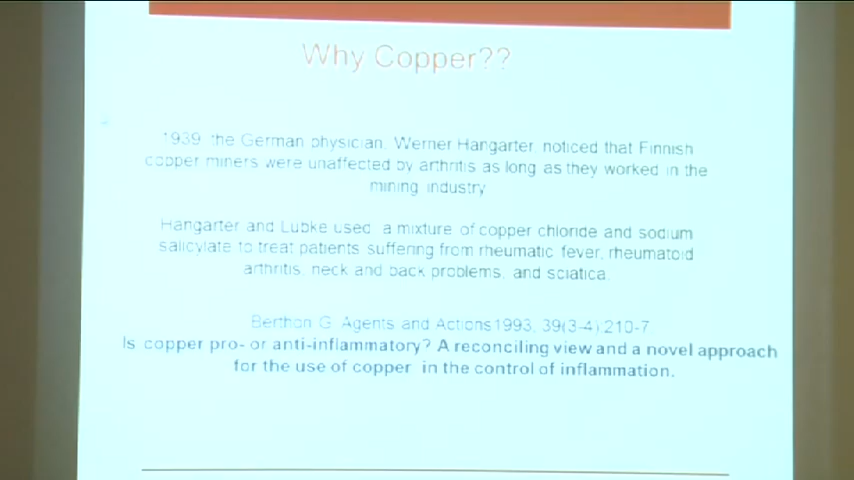 Why Copper??
1939 the German physician, Werner Hangarter noticed that Finnish
copper miners were unaffected by arthritis as long as they worked in the
mining industry
Hangarter and Lubke used a mixture of copper chloride and sodium
salicylate to treat patients suffering from rheumatic fever, rheumatoid
arthritis, neck and back problems, and sciatica.
Berthon G. Agents and Actions1993, 39(3-4) 210-7
Is copper pro- or anti-inflammatory? A reconciling view and a novel approach
for the use of copper in the control of inflammation.